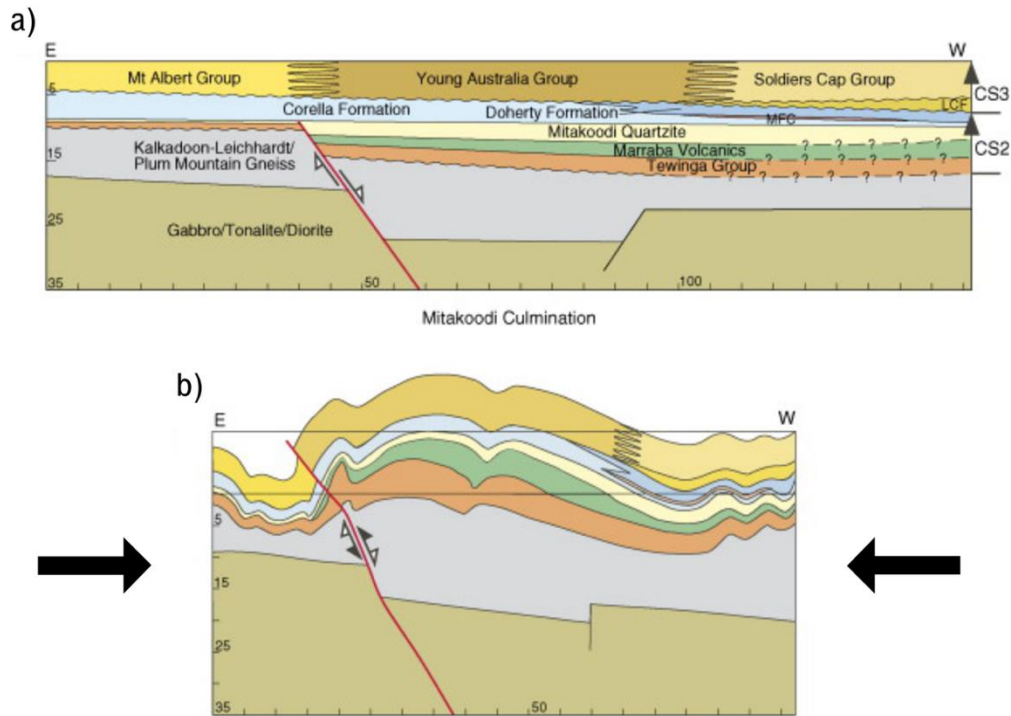 a)
E
W
Mt Albert Group
Young Australia Group
Soldiers Cap Group
CS3
5
LCF
Corella Formation
Doherty Formation
MFC
Mitakoodi Quartzite
CS2
Kalkadoon-Leichhardt/
Plum Mountain Gneiss
Marraba Volcanics
? ? ? ? ?
15
Tewinga Group
? ? ? ? ? ?
25
Gabbro/Tonalite/Diorite
35
50
100
Mitakoodi Culmination
b)
E
W
5
15
25
35
50